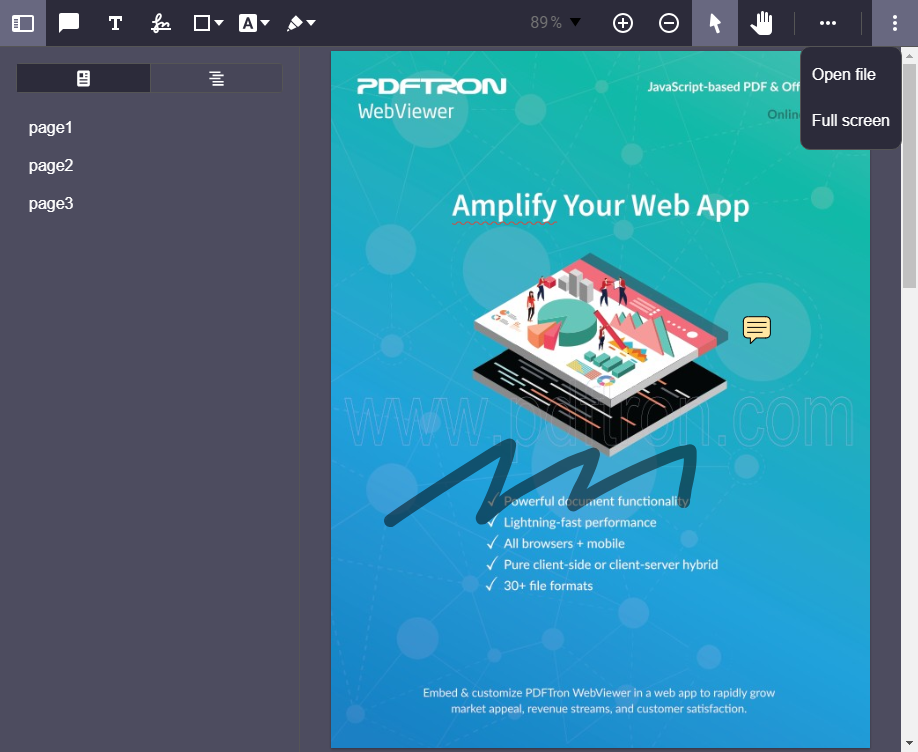 T
A
89%
Open file
Full screen
page1
page2
page3
PDFTRON
WebViewer
JavaScript-based PDF &
Amplify Your Web App
www.pdftron.com
Powerful document functionality
Lightning-fast performance
All browsers + mobile
Pure client-side or client-server hybrid
30+ file formats
Embed & customize PDFTron WebViewer in a web app to rapidly grow
market appeal, revenue streams, and customer satisfaction.